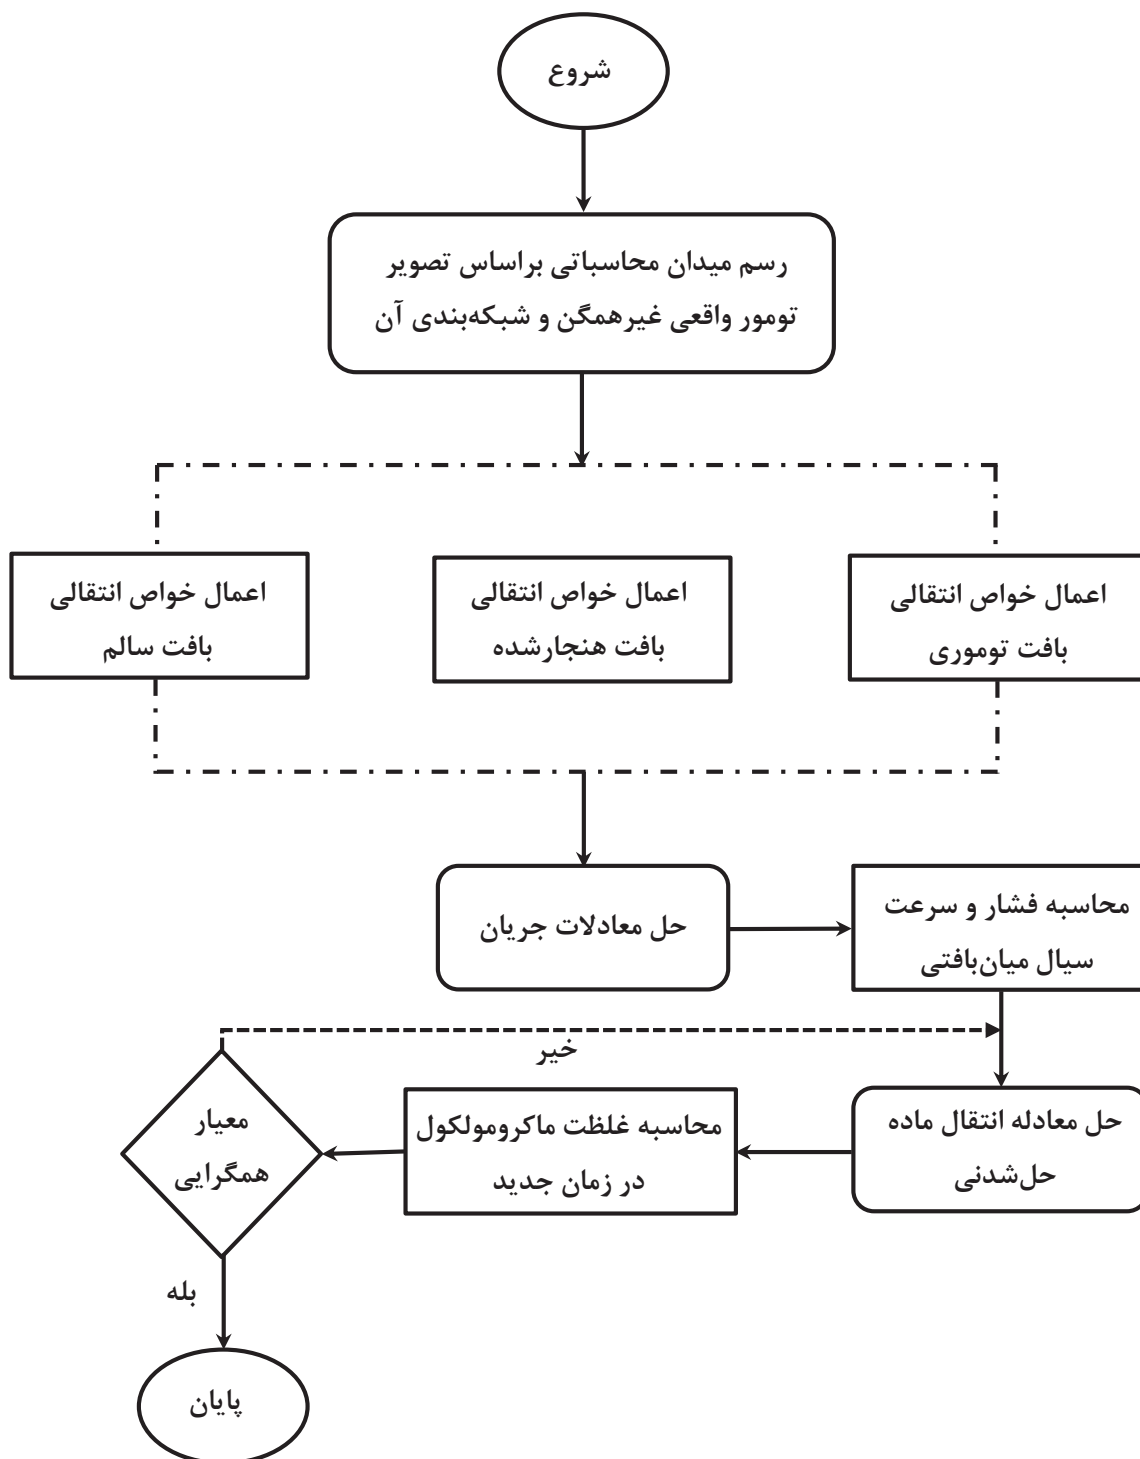 شروع
رسم میدان محاسباتی براساس تصویر
تومور واقعی غیرهمگن و شبکه‌بندی آن
اعمال خواص انتقالی
بافت توموری
اعمال خواص انتقالی
بافت هنجارشده
اعمال خواص انتقالی
بافت سالم
حل معادلات جریان
محاسبه فشار و سرعت
سیال میان‌بافتی
خیر
حل معادله انتقال ماده
حل‌شدنی
محاسبه غلظت ماکرومولکول
در زمان جدید
معیار
همگرایی
بله
پایان